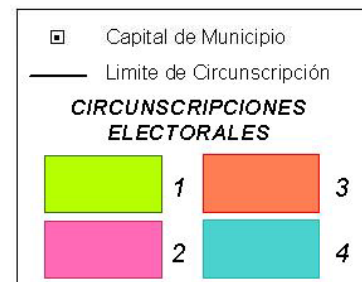 Capital de Municipio
Limite de Circunscripción
CIRCUNSCRIPCIONES
ELECTORALES
1 3
2 4